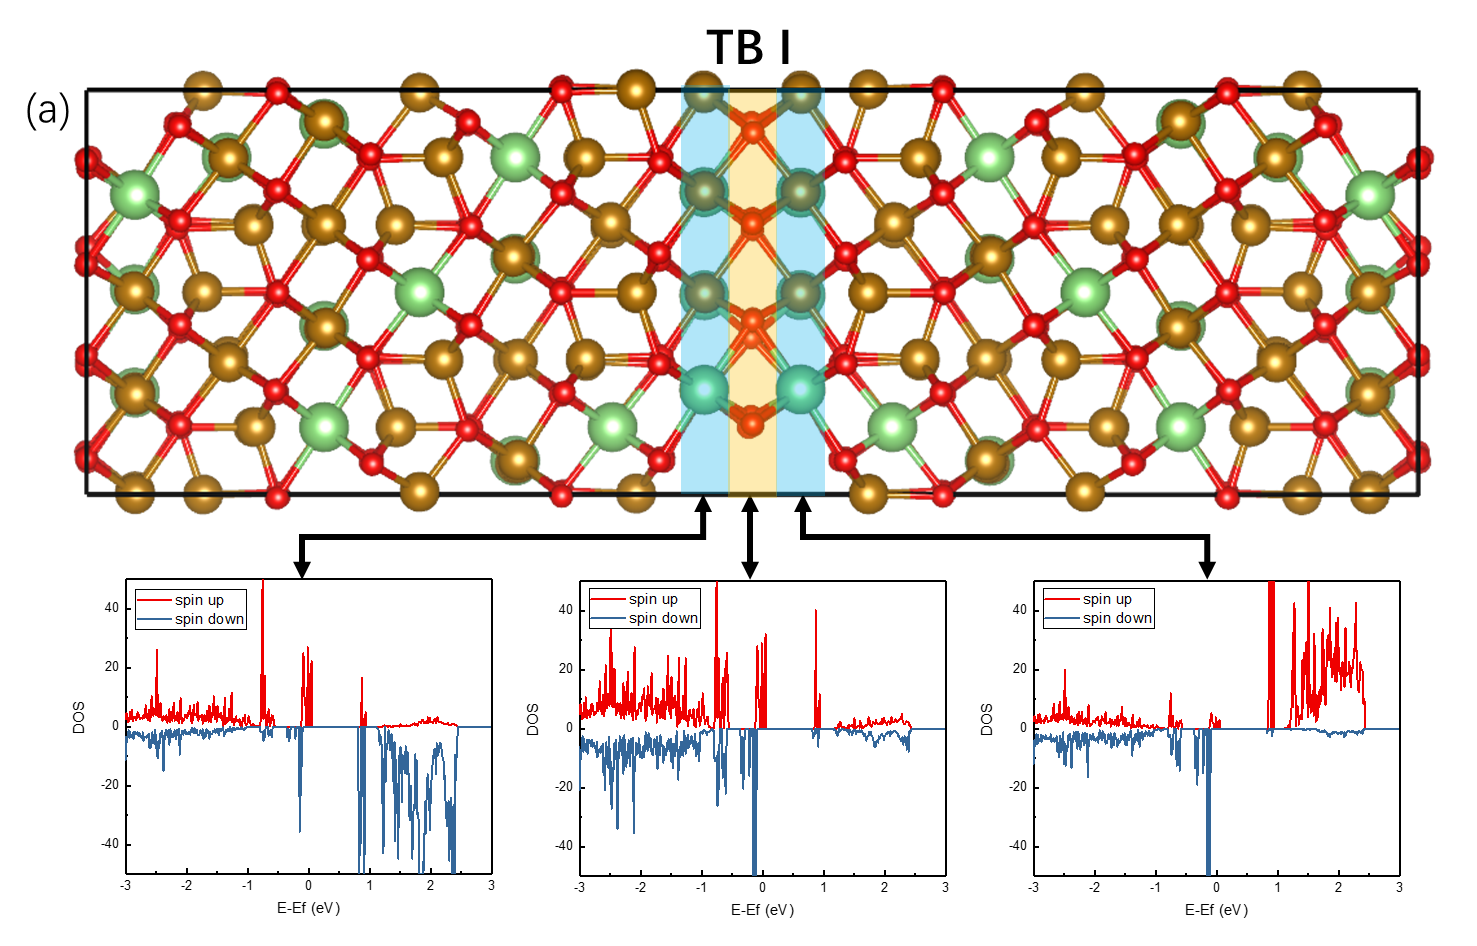 TB I
(a)
spin up
spin down
DOS
40
20
0
-20
-40
-3 -2 -1 0 1 2 3
E-Ef (eV)
spin up
spin down
DOS
40
20
0
-20
-40
-3 -2 -1 0 1 2 3
E-Ef (eV)
spin up
spin down
DOS
40
20
0
-20
-40
-3 -2 -1 0 1 2 3
E-Ef (eV)